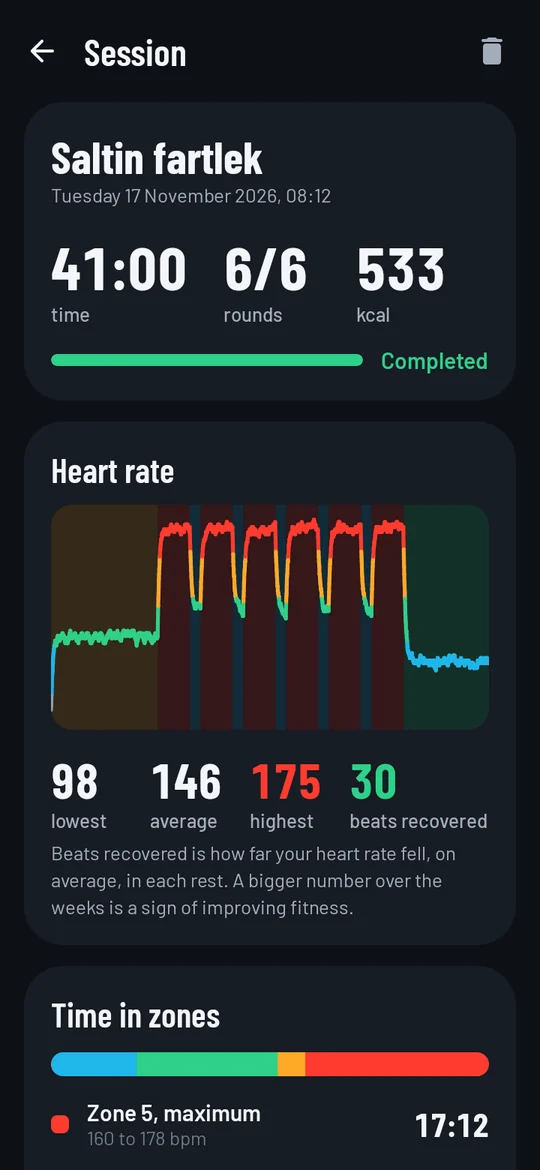 Session
Saltin fartlek
Tuesday 17 November 2026, 08:12
41:00 6/6 533
time rounds kcal
Completed
Heart rate
98 146 175 30
lowest average highest beats recovered
Beats recovered is how far your heart rate fell, on
average, in each rest. A bigger number over the
weeks is a sign of improving fitness.
Time in zones
Zone 5, maximum
160 to 178 bpm
17:12